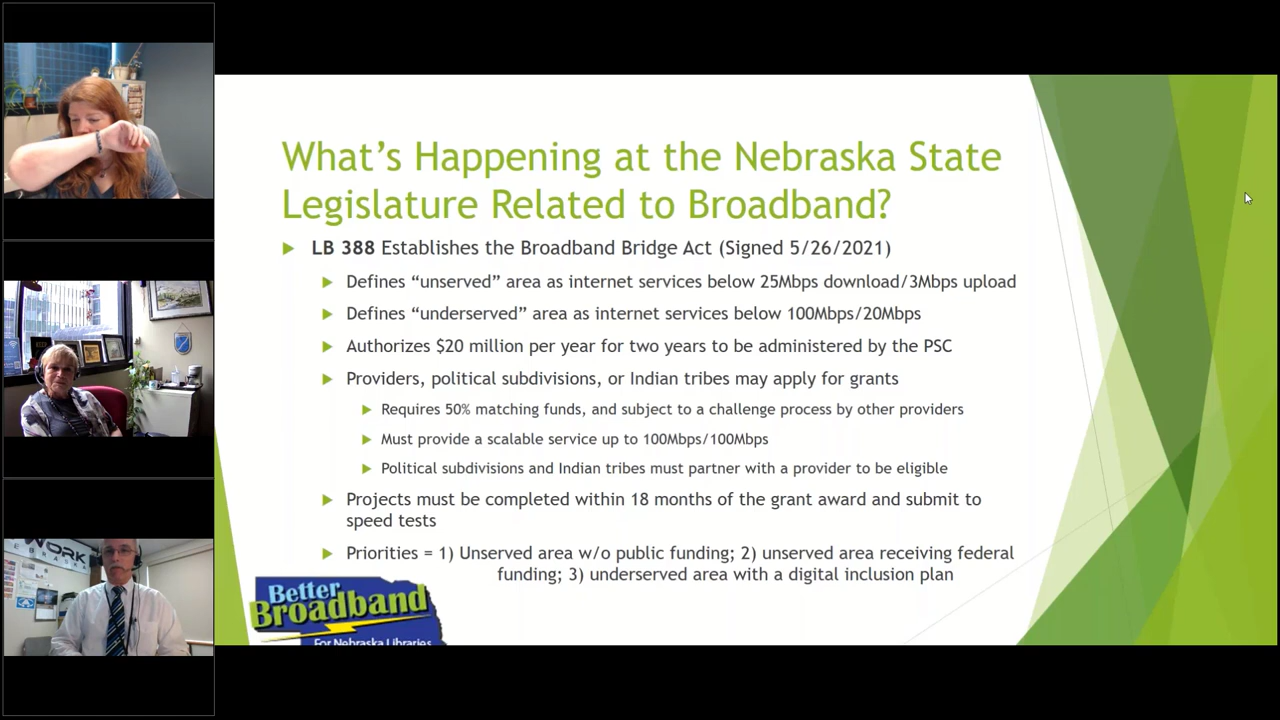 What's Happening at the Nebraska State
Legislature Related to Broadband?
LB 388 Establishes the Broadband Bridge Act (Signed 5/26/2021)
Defines “unserved” area as internet services below 25Mbps download/3Mbps upload
Defines “underserved” area as internet services below 100Mbps/20Mbps
Authorizes $20 million per year for two years to be administered by the PSC
Providers, political subdivisions, or Indian tribes may apply for grants
Requires 50% matching funds, and subject to a challenge process by other providers
Must provide a scalable service up to 100Mbps/100Mbps
Political subdivisions and Indian tribes must partner with a provider to be eligible
Projects must be completed within 18 months of the grant award and submit to
speed tests
Priorities = 1) Unserved area w/o public funding; 2) unserved area receiving federal
funding; 3) underserved area with a digital inclusion plan
Better
Broadband
For Nebraska Libraries